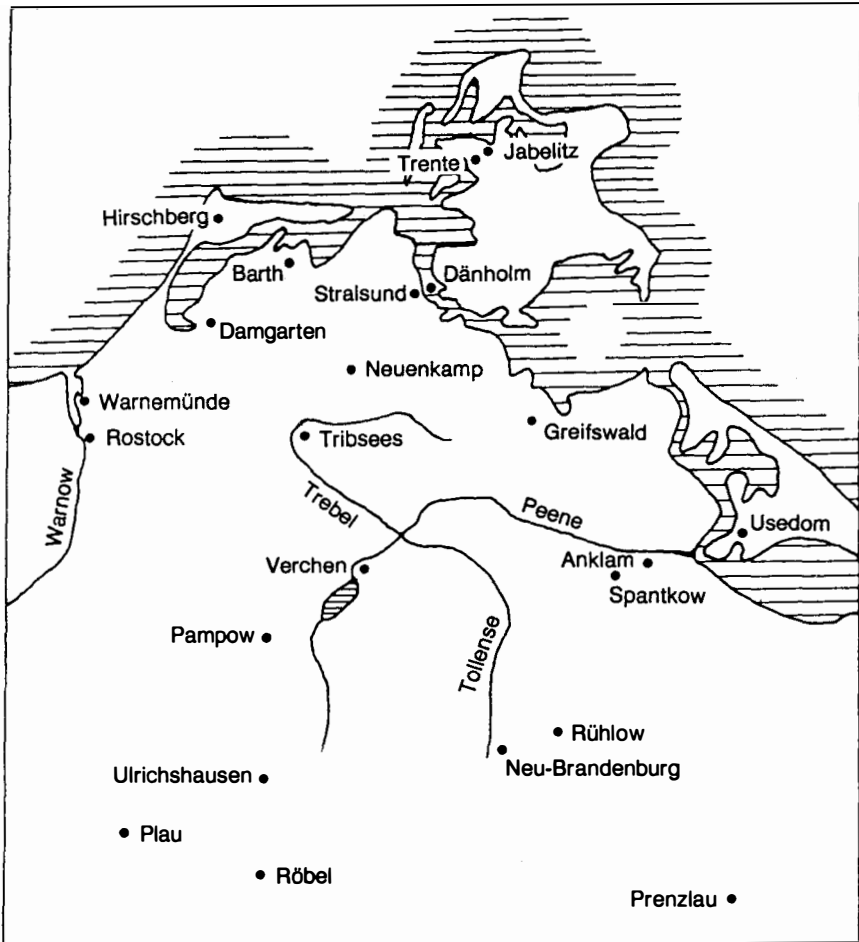 Jabelitz
Trente
Hirschberg
Barth
Dänholm
Stralsund
Damgarten
Neuenkamp
Warnemünde
Greifswald
Rostock
Tribsees
Warnow
Trebel
Peene
Usedom
Verchen
Anklam
Spantkow
Pampow
Tollense
Rühlow
Neu-Brandenburg
Ulrichshausen
Plau
Röbel
Prenzlau